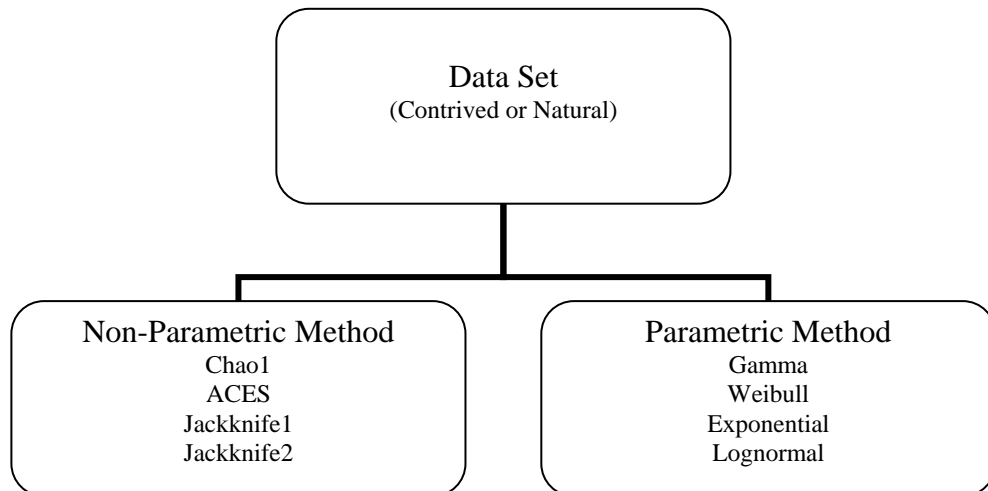 Data Set
(Contrived or Natural)
Non-Parametric Method
Chao1
ACES
Jackknife1
Jackknife2
Parametric Method
Gamma
Weibull
Exponential
Lognormal